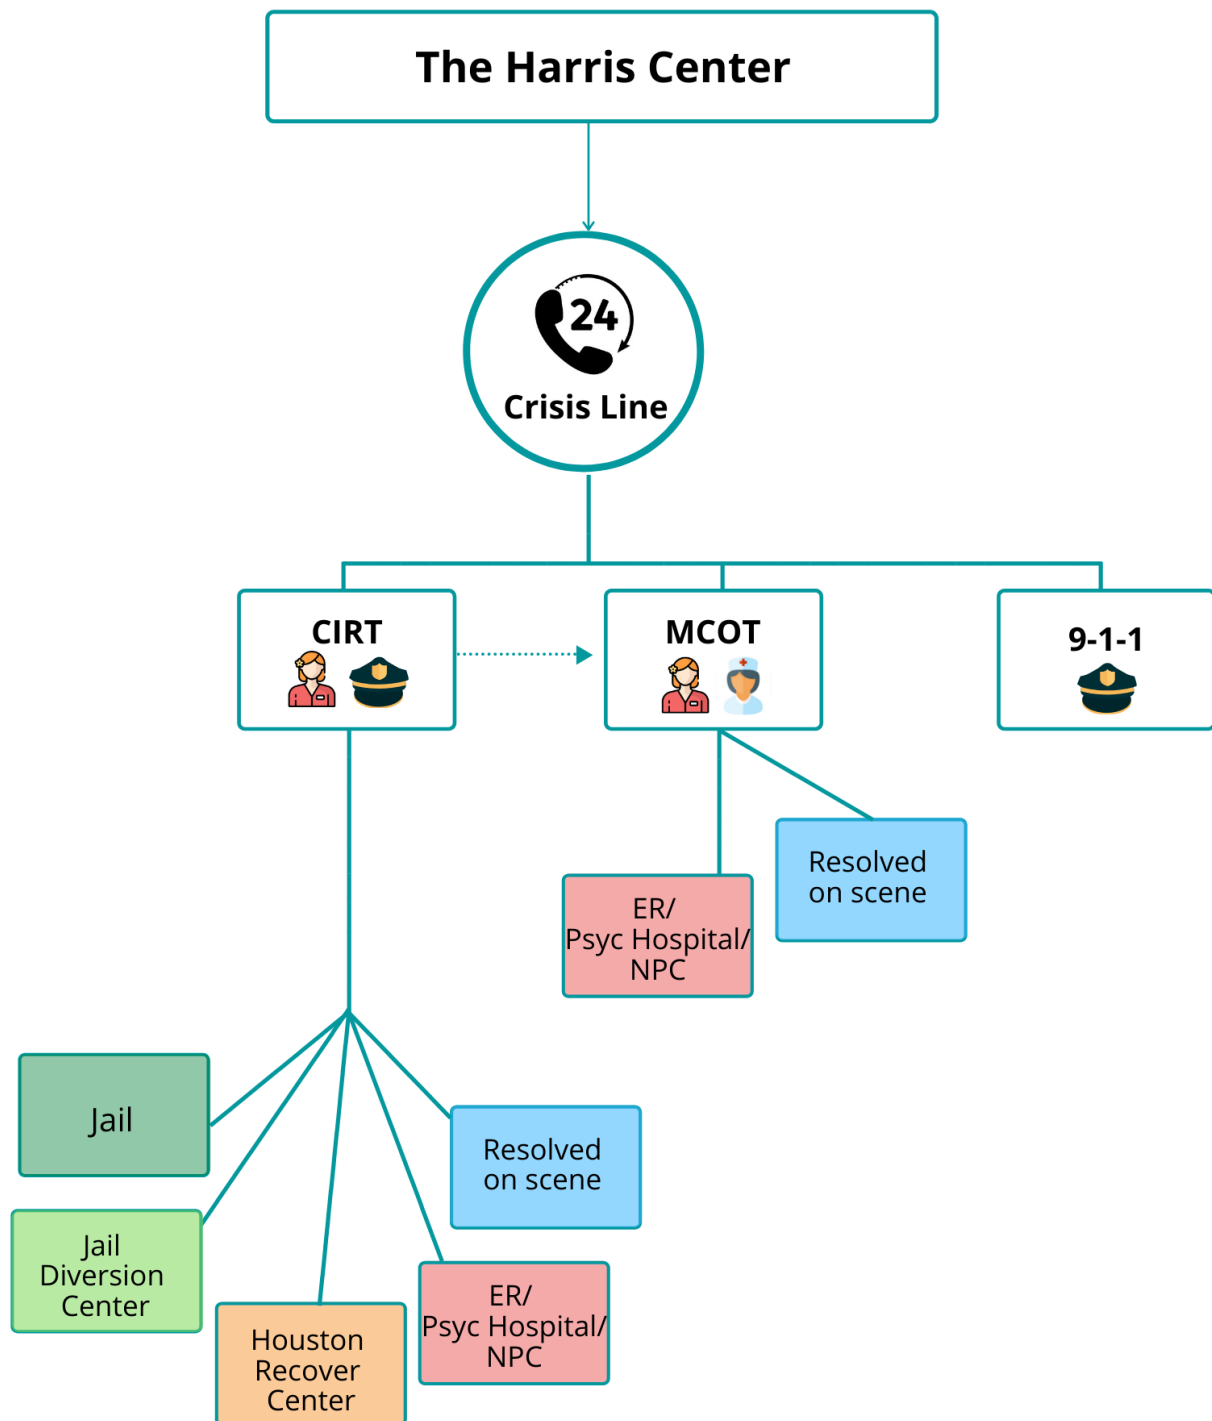 The Harris Center
24
Crisis Line
CIRT
MCOT
9-1-1
Resolved
on scene
ER/
Psyc Hospital/
NPC
Jail
Resolved
on scene
Jail
Diversion
Center
ER/
Psyc Hospital/
NPC
Houston
Recover
Center